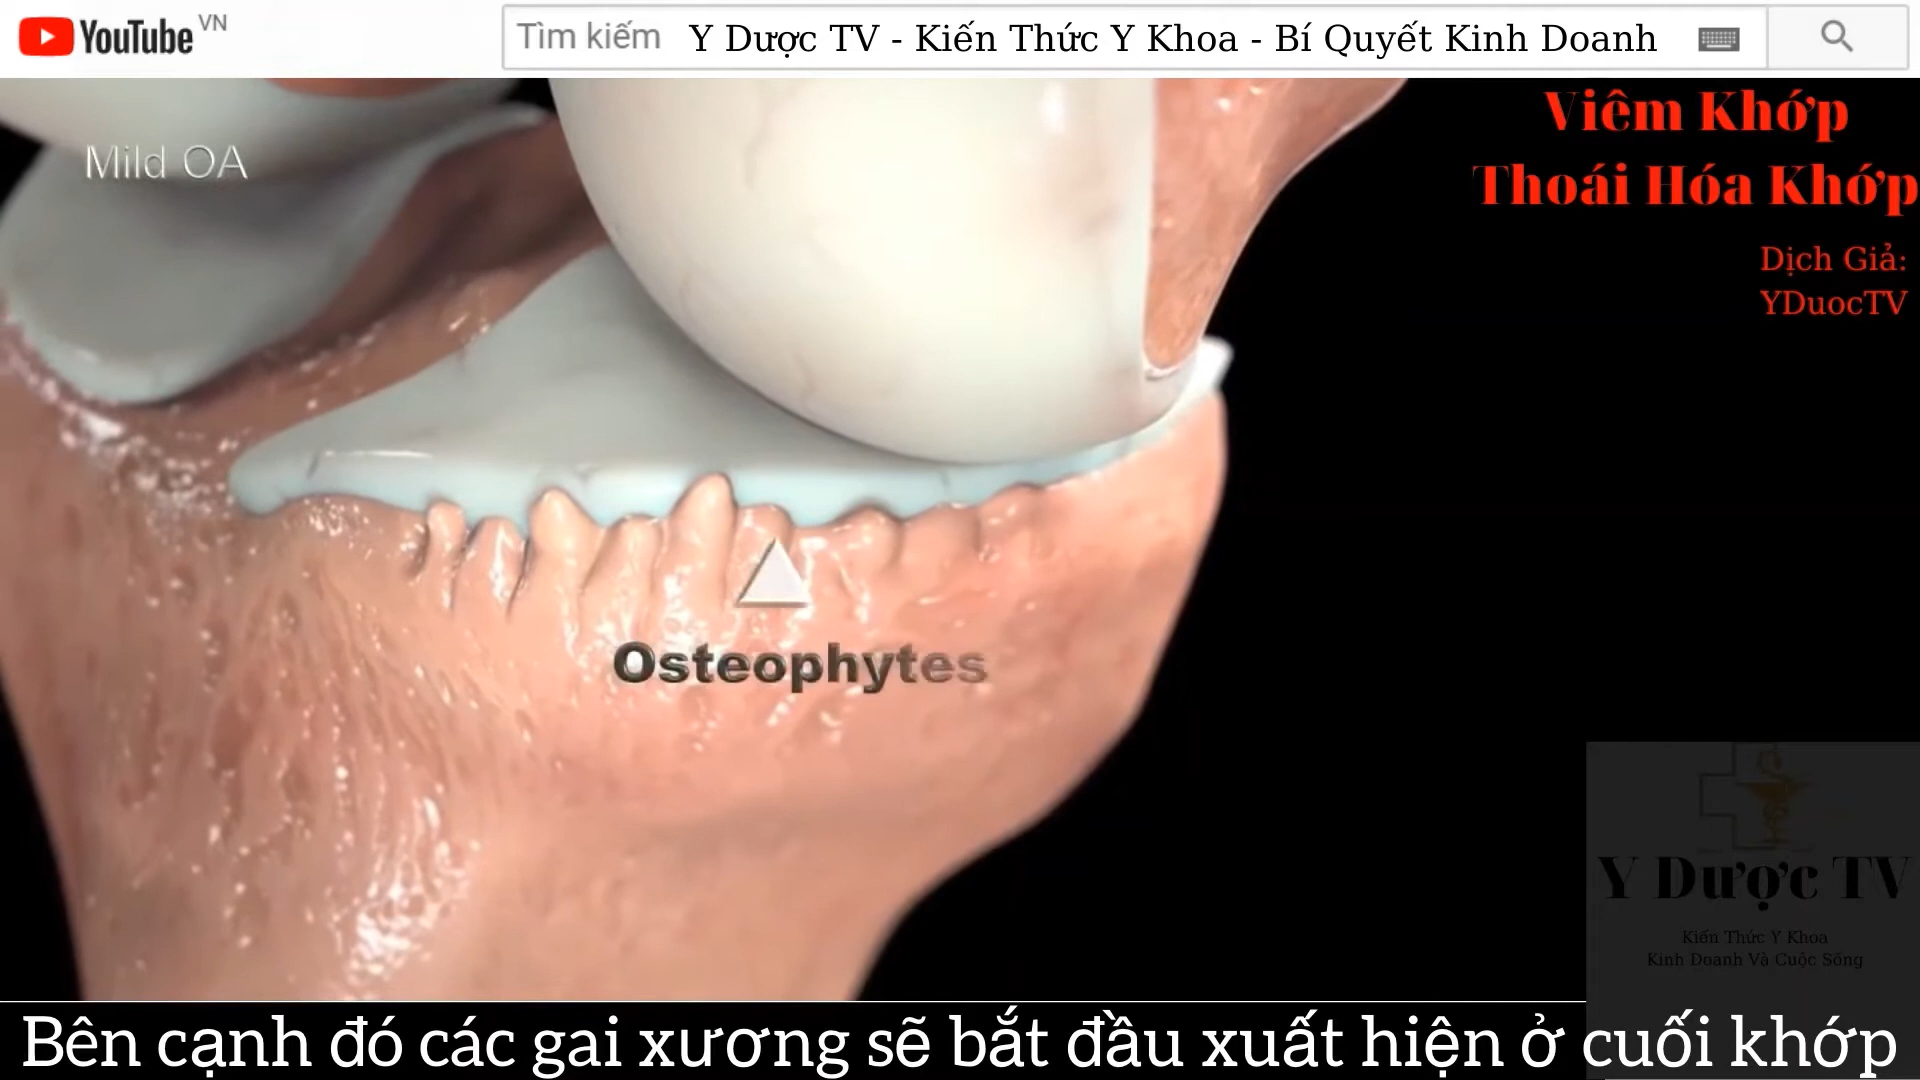 YouTube VN
Tìm kiếm Y Dược TV - Kiến Thức Y Khoa - Bí Quyết Kinh Doanh
Viêm Khớp
Thoái Hóa Khớp
Dịch Giả:
YDuocTV
Mild OA
Osteophytes
Y Dược TV
Kiến Thức Y Khoa
Kinh Doanh Và Cuộc Sống
Bên cạnh đó các gai xương sẽ bắt đầu xuất hiện ở cuối khớp